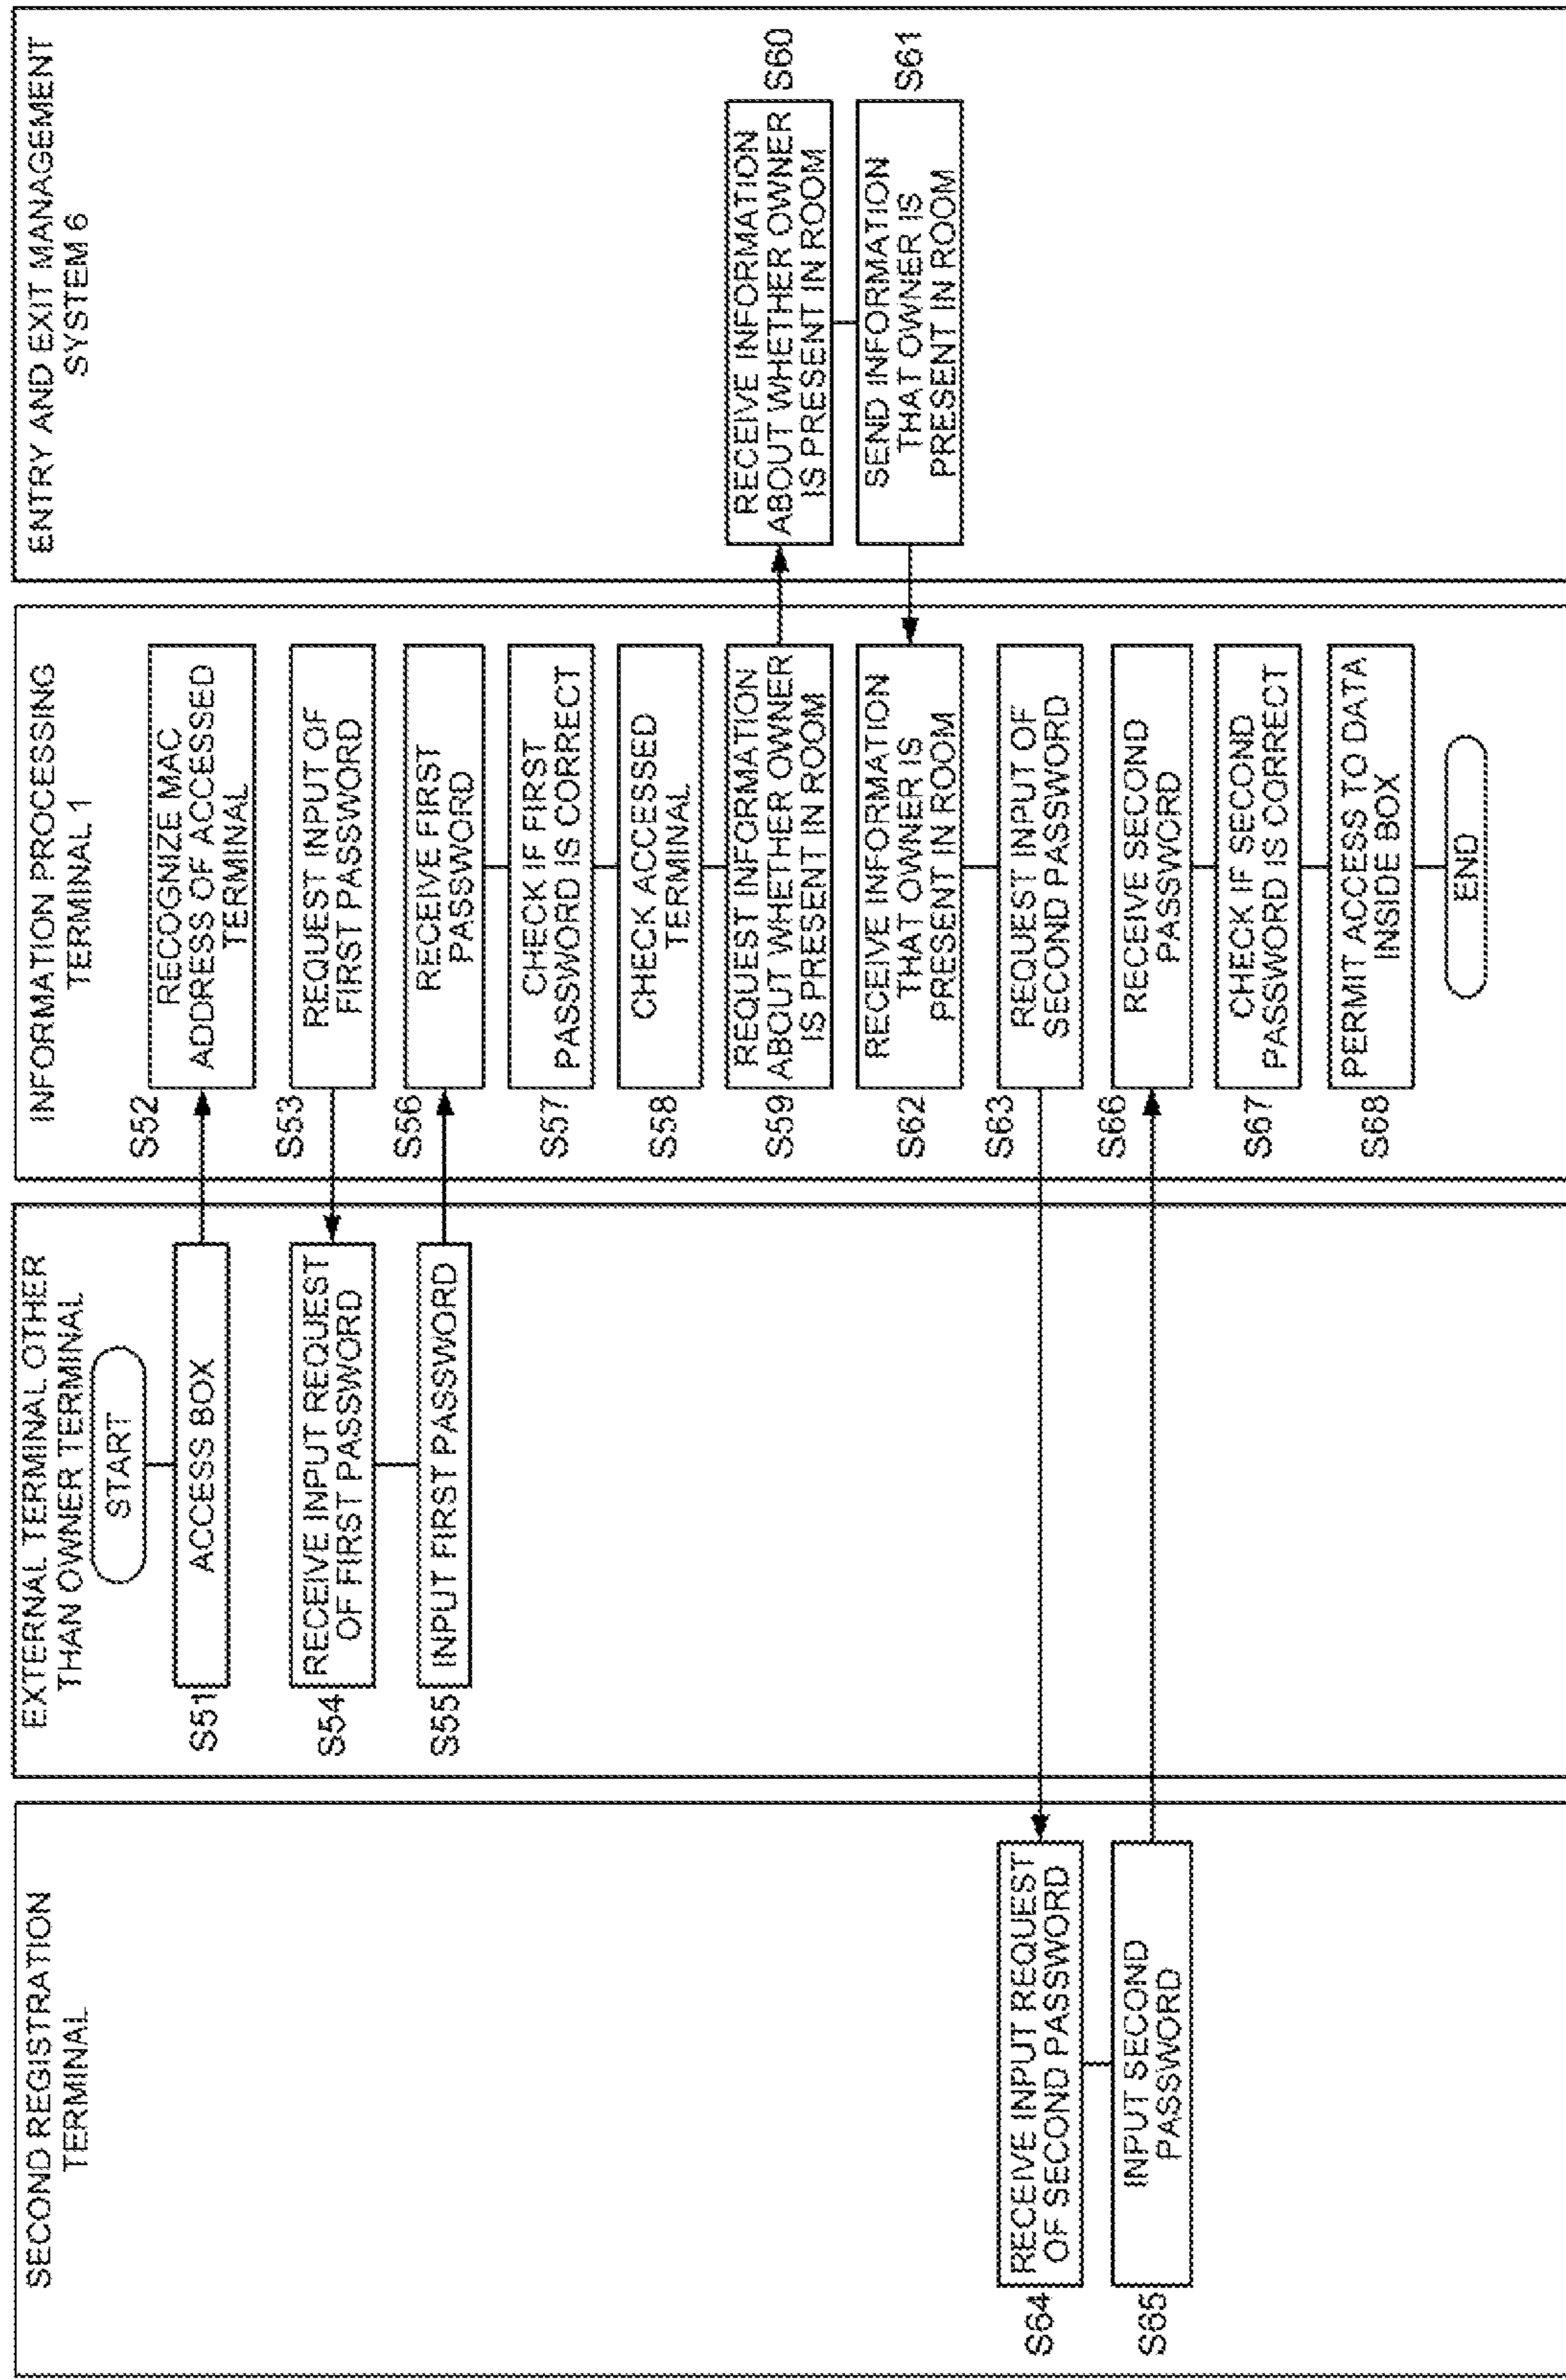 SECOND REGISTRATION
TERMINAL
S64
RECEIVE INPUT REQUEST
OF SECOND PASSWORD
S65
INPUT SECOND
PASSWORD
EXTERNAL TERMINAL OTHER
THAN OWNER TERMINAL
START
S51
ACCESS BOX
S54
RECEIVE INPUT REQUEST
OF FIRST PASSWORD
S55
INPUT FIRST PASSWORD
INFORMATION PROCESSING
TERMINAL 1
S52
RECOGNIZE MAC
ADDRESS OF ACCESSED
TERMINAL
S53
REQUEST INPUT OF
FIRST PASSWORD
S56
RECEIVE FIRST
PASSWORD
S57
CHECK IF FIRST
PASSWORD IS CORRECT
S58
CHECK ACCESSED
TERMINAL
S59
REQUEST INFORMATION
ABOUT WHETHER OWNER
IS PRESENT IN ROOM
S62
RECEIVE INFORMATION
THAT OWNER IS
PRESENT IN ROOM
S63
REQUEST INPUT OF
SECOND PASSWORD
S66
RECEIVE SECOND
PASSWORD
S67
CHECK IF SECOND
PASSWORD IS CORRECT
S68
PERMIT ACCESS TO DATA
INSIDE BOX
END
ENTRY AND EXIT MANAGEMENT
SYSTEM 6
RECEIVE INFORMATION
ABOUT WHETHER OWNER
IS PRESENT IN ROOM
S60
SEND INFORMATION
THAT OWNER IS
PRESENT IN ROOM
S61